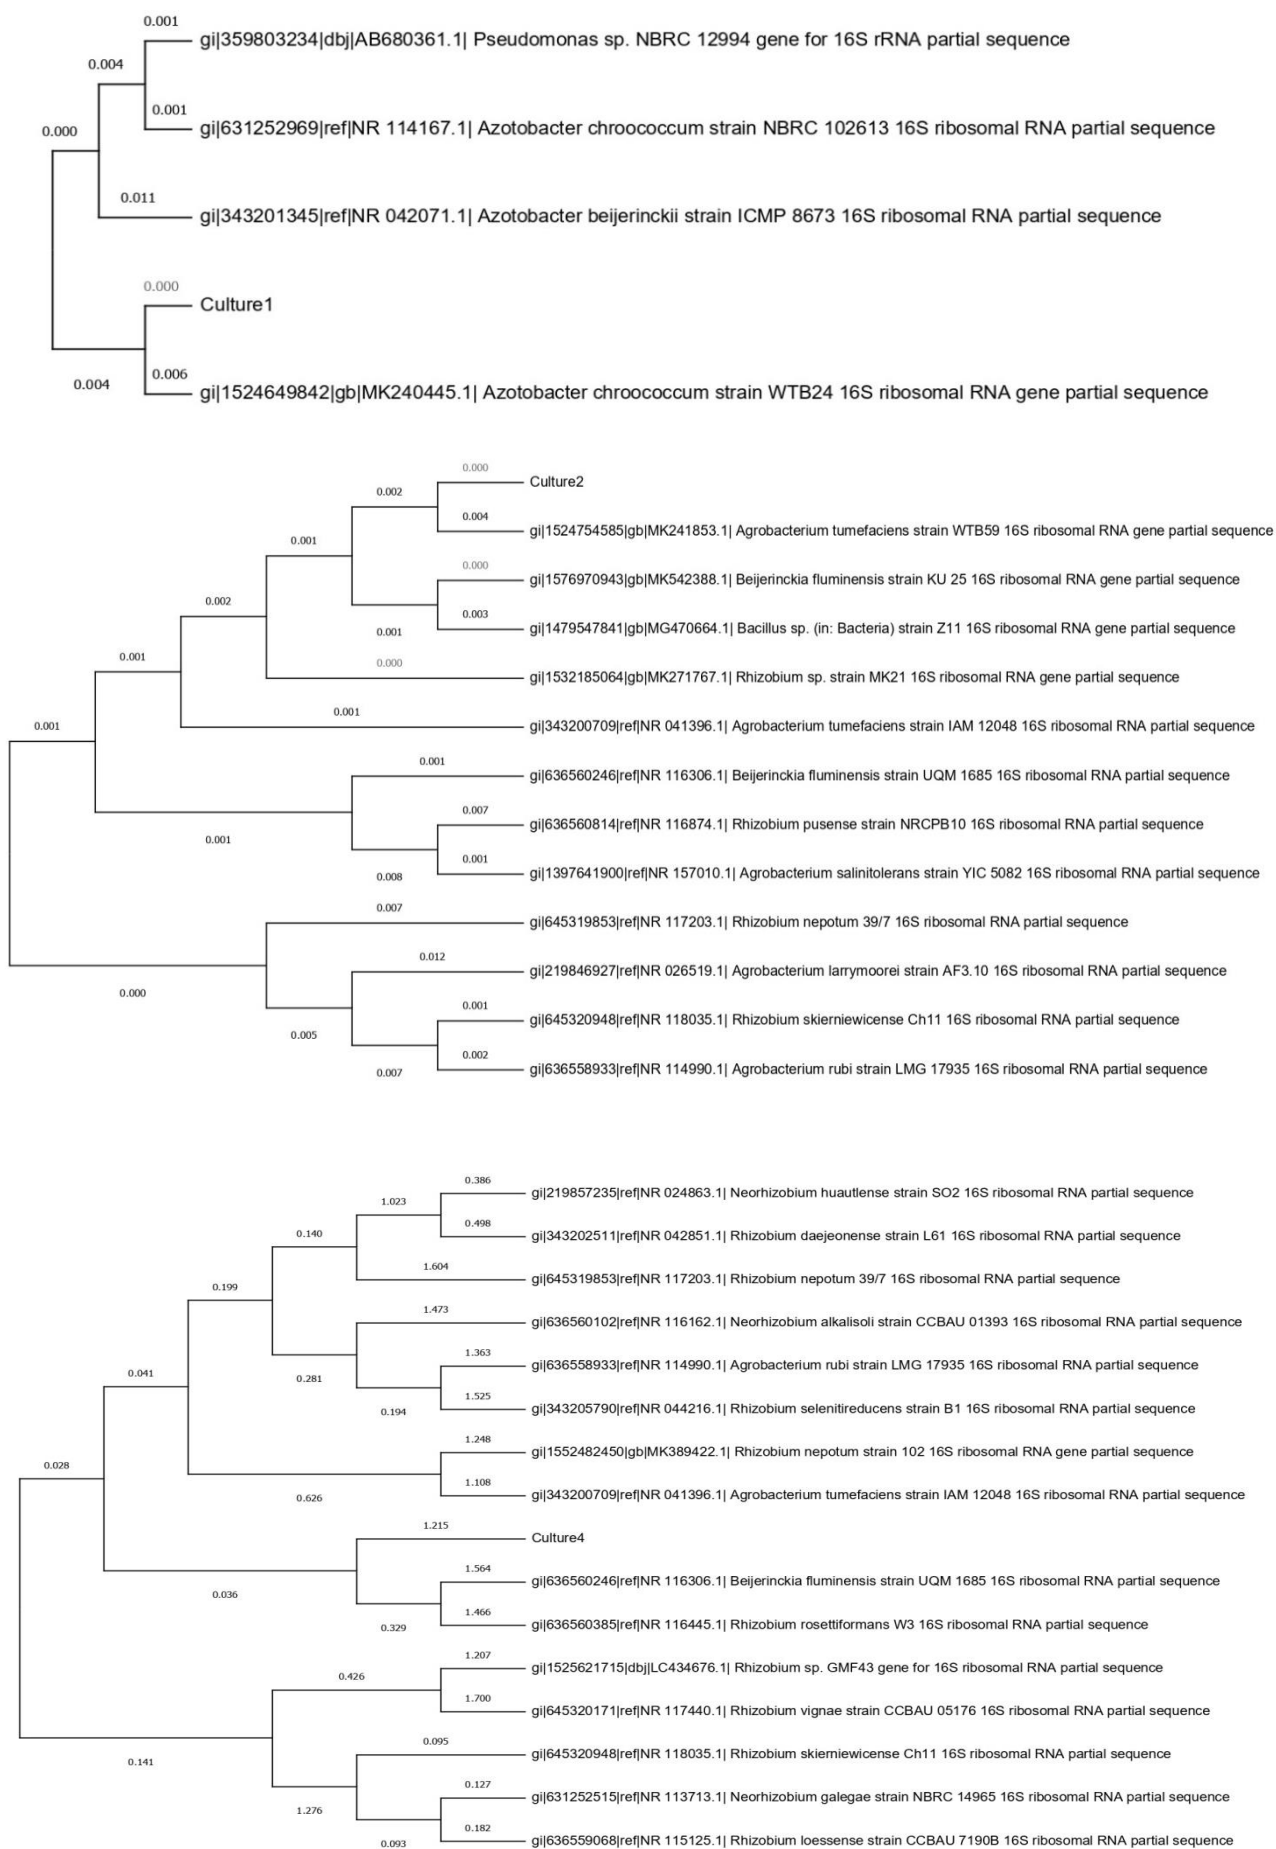 0.001
gi|359803234|dbj|AB680361.1| Pseudomonas sp. NBRC 12994 gene for 16S rRNA partial sequence
0.004
0.001
gi|631252969|ref|NR 114167.1| Azotobacter chroococcum strain NBRC 102613 16S ribosomal RNA partial sequence
0.000
0.011
gi|343201345|ref|NR 042071.1| Azotobacter beijerinckii strain ICMP 8673 16S ribosomal RNA partial sequence
0.000
Culture1
0.004
0.006
gi|1524649842|gb|MK240445.1| Azotobacter chroococcum strain WTB24 16S ribosomal RNA gene partial sequence
0.000
Culture2
0.002
0.004
gi|1524754585|gb|MK241853.1| Agrobacterium tumefaciens strain WTB59 16S ribosomal RNA gene partial sequence
0.001
0.000
gi|1576970943|gb|MK542388.1| Beijerinckia fluminensis strain KU 25 16S ribosomal RNA gene partial sequence
0.002
0.003
gi|1479547841|gb|MG470664.1| Bacillus sp. (in: Bacteria) strain Z11 16S ribosomal RNA gene partial sequence
0.001
0.001
0.000
gi|1532185064|gb|MK271767.1| Rhizobium sp. strain MK21 16S ribosomal RNA gene partial sequence
0.001
0.001
gi|343200709|ref|NR 041396.1| Agrobacterium tumefaciens strain IAM 12048 16S ribosomal RNA partial sequence
0.001
gi|636560246|ref|NR 116306.1| Beijerinckia fluminensis strain UQM 1685 16S ribosomal RNA partial sequence
0.001
0.007
gi|636560814|ref|NR 116874.1| Rhizobium pusense strain NRCPB10 16S ribosomal RNA partial sequence
0.008
0.001
gi|1397641900|ref|NR 157010.1| Agrobacterium salinitolerans strain YIC 5082 16S ribosomal RNA partial sequence
0.007
gi|645319853|ref|NR 117203.1| Rhizobium nepotum 39/7 16S ribosomal RNA partial sequence
0.000
0.012
gi|219846927|ref|NR 026519.1| Agrobacterium larrymoorei strain AF3.10 16S ribosomal RNA partial sequence
0.005
0.001
gi|645320948|ref|NR 118035.1| Rhizobium skierniewicense Ch11 16S ribosomal RNA partial sequence
0.007
0.002
gi|636558933|ref|NR 114990.1| Agrobacterium rubi strain LMG 17935 16S ribosomal RNA partial sequence
0.386
gi|219857235|ref|NR 024863.1| Neorhizobium huautlense strain SO2 16S ribosomal RNA partial sequence
1.023
0.498
gi|343202511|ref|NR 042851.1| Rhizobium daejeonense strain L61 16S ribosomal RNA partial sequence
0.140
1.604
gi|645319853|ref|NR 117203.1| Rhizobium nepotum 39/7 16S ribosomal RNA partial sequence
0.199
1.473
gi|636560102|ref|NR 116162.1| Neorhizobium alkalisoli strain CCBAU 01393 16S ribosomal RNA partial sequence
0.041
0.281
1.363
gi|636558933|ref|NR 114990.1| Agrobacterium rubi strain LMG 17935 16S ribosomal RNA partial sequence
0.194
1.525
gi|343205790|ref|NR 044216.1| Rhizobium selenitireducens strain B1 16S ribosomal RNA partial sequence
0.028
1.248
gi|1552482450|gb|MK389422.1| Rhizobium nepotum strain 102 16S ribosomal RNA gene partial sequence
0.626
1.108
gi|343200709|ref|NR 041396.1| Agrobacterium tumefaciens strain IAM 12048 16S ribosomal RNA partial sequence
1.215
Culture4
0.036
1.564
gi|636560246|ref|NR 116306.1| Beijerinckia fluminensis strain UQM 1685 16S ribosomal RNA partial sequence
0.329
1.466
gi|636560385|ref|NR 116445.1| Rhizobium rosettiformans W3 16S ribosomal RNA partial sequence
0.426
1.207
gi|1525621715|dbj|LC434676.1| Rhizobium sp. GMF43 gene for 16S ribosomal RNA partial sequence
1.700
gi|645320171|ref|NR 117440.1| Rhizobium vignae strain CCBAU 05176 16S ribosomal RNA partial sequence
0.141
0.095
gi|645320948|ref|NR 118035.1| Rhizobium skierniewicense Ch11 16S ribosomal RNA partial sequence
1.276
0.127
gi|631252515|ref|NR 113713.1| Neorhizobium galegae strain NBRC 14965 16S ribosomal RNA partial sequence
0.093
0.182
gi|636559068|ref|NR 115125.1| Rhizobium loessense strain CCBAU 7190B 16S ribosomal RNA partial sequence